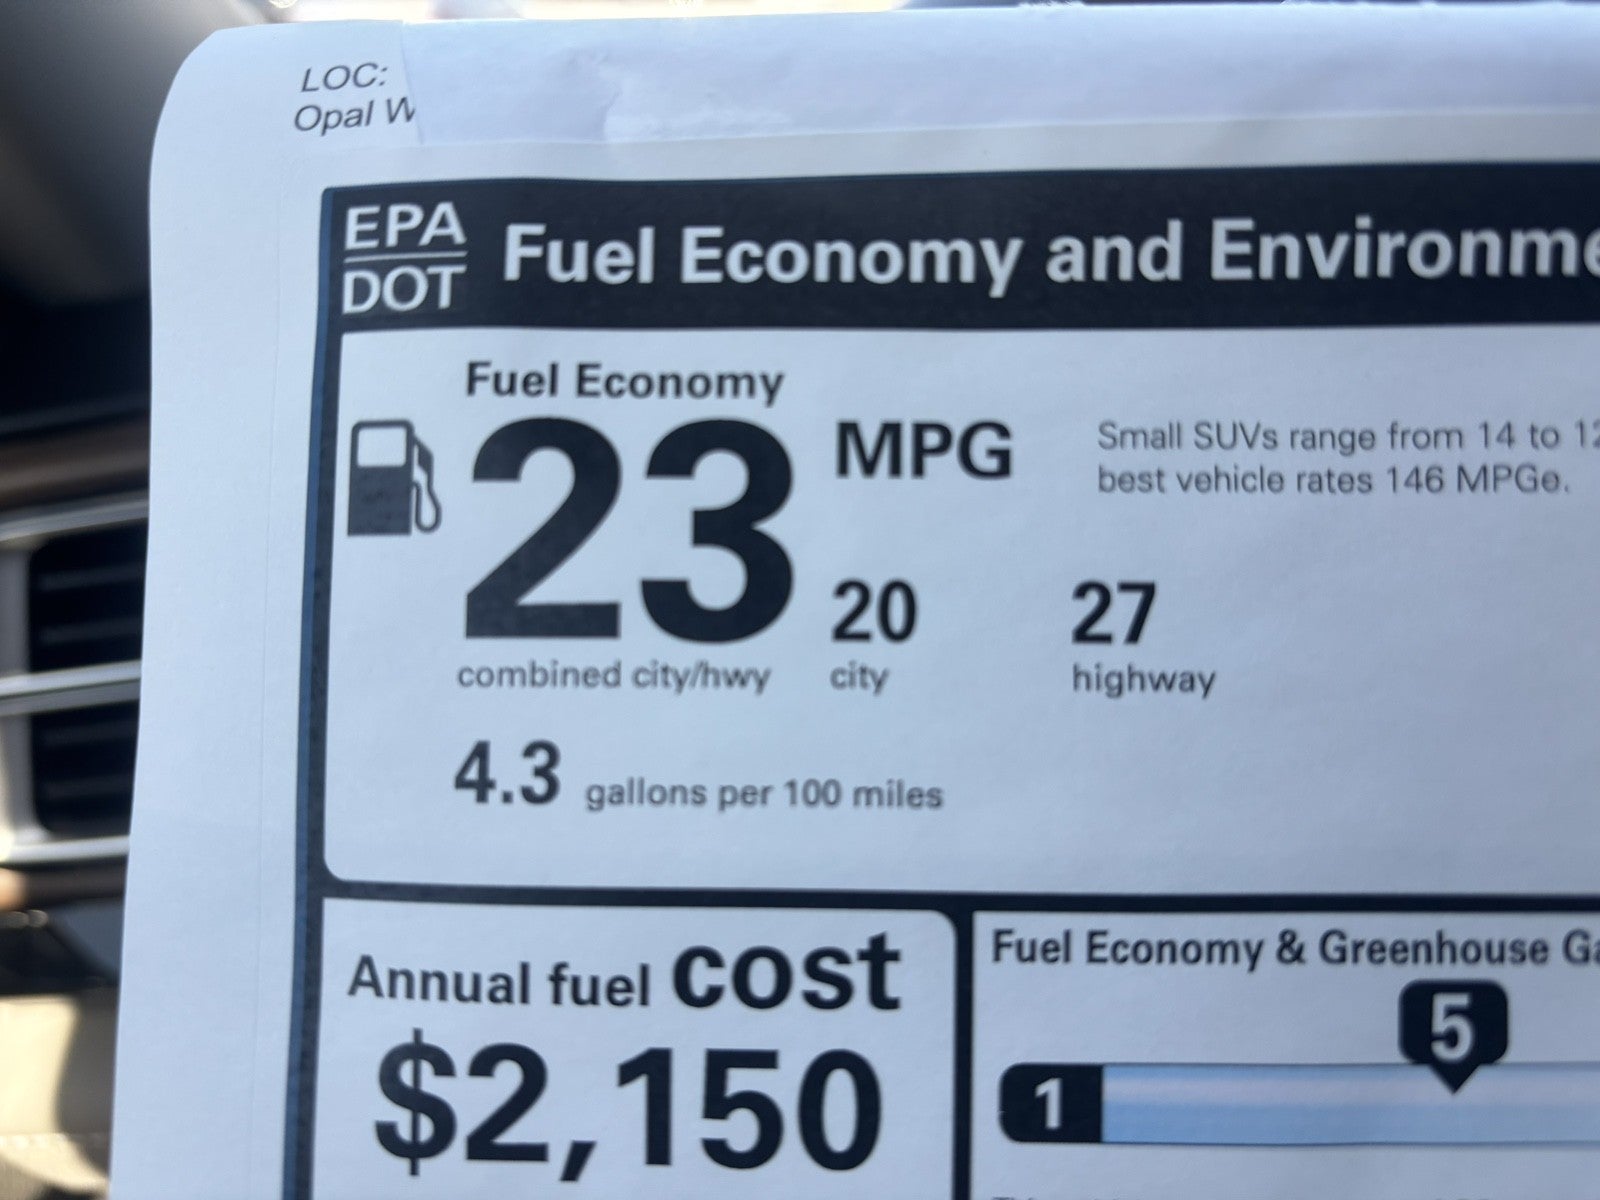 LOC:
Opal W
EPA
DOT
Fuel Economy and Environme
Fuel Economy
23 MPG
Small SUVs range from 14 to 12
best vehicle rates 146 MPGe.
combined city/hwy
20
city
27
highway
4.3 gallons per 100 miles
Annual fuel cost
$2,150
Fuel Economy & Greenhouse Ga
5
1